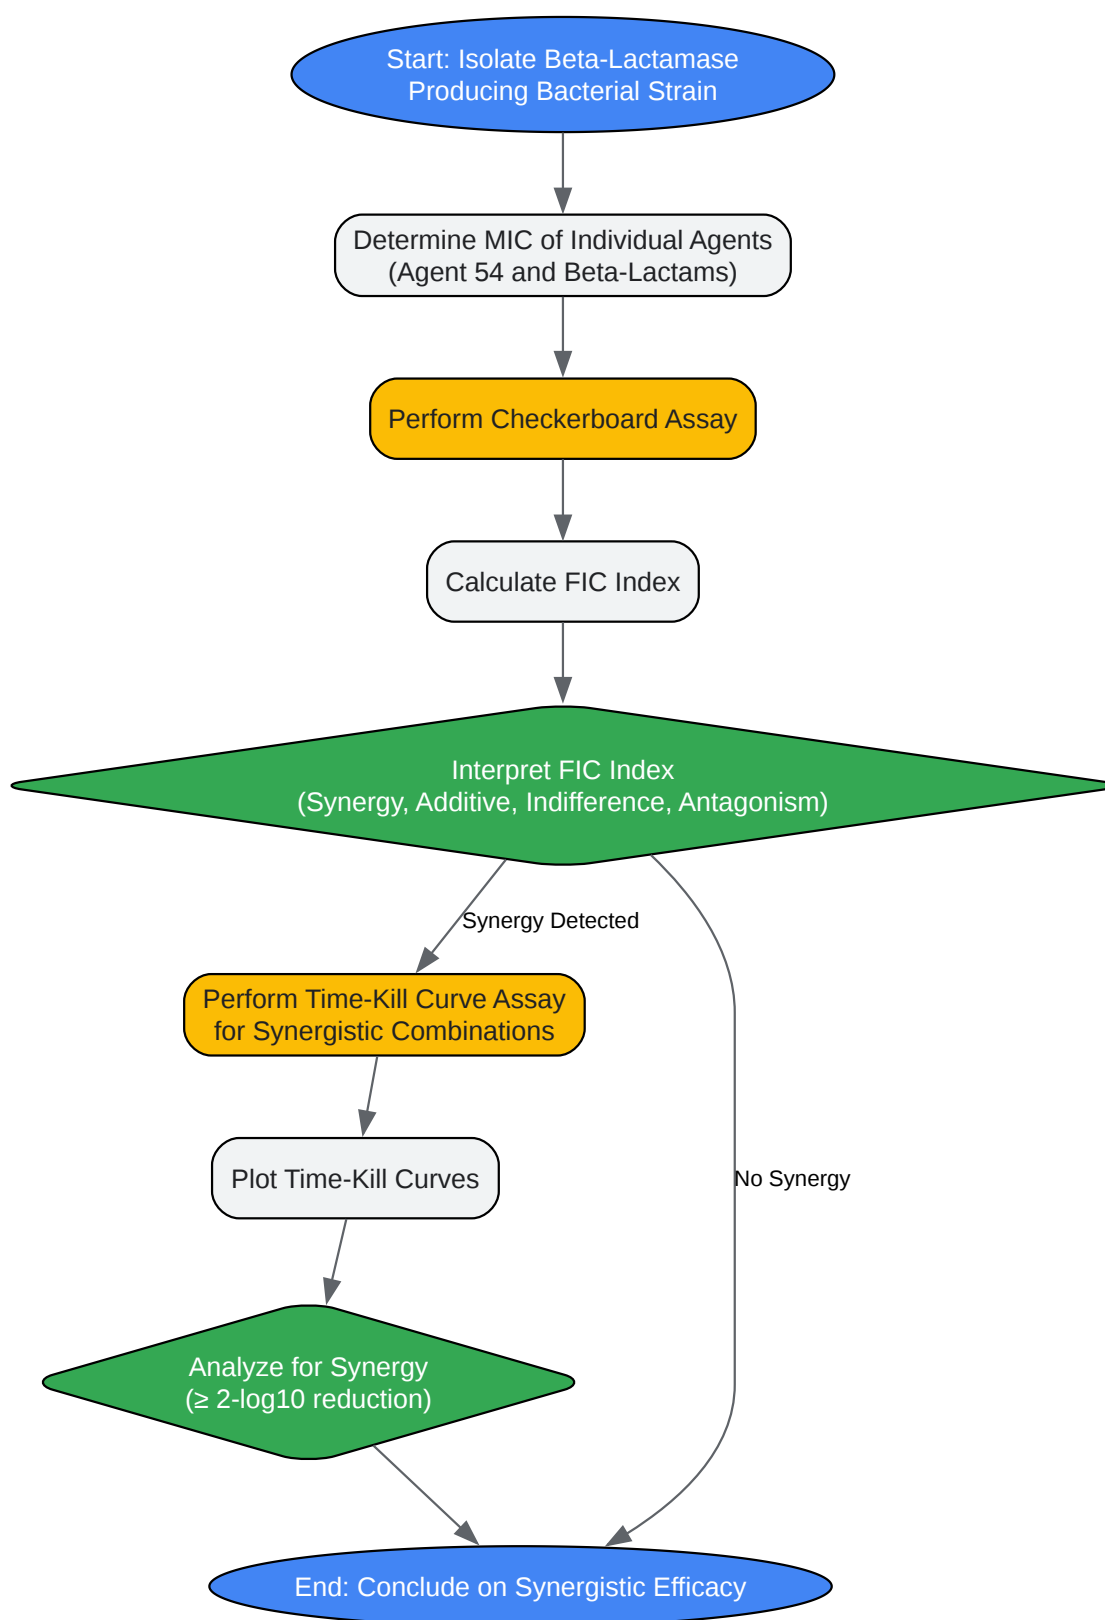 Start: Isolate Beta-Lactamase
Producing Bacterial Strain
Determine MIC of Individual Agents
(Agent 54 and Beta-Lactams)
Perform Checkerboard Assay
Calculate FIC Index
Interpret FIC Index
(Synergy, Additive, Indifference, Antagonism)
Synergy Detected
Perform Time-Kill Curve Assay
for Synergistic Combinations
Plot Time-Kill Curves
No Synergy
Analyze for Synergy
(≥ 2-log10 reduction)
End: Conclude on Synergistic Efficacy